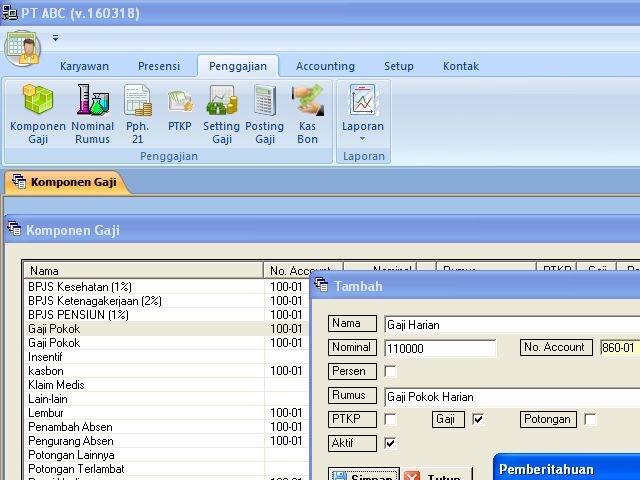 PT ABC (v.160318)
Karyawan Presensi Penggajian Accounting Setup Kontak
Komponen Gaji Nominal Rumus Pph. 21 PTKP Setting Gaji Posting Gaji Kas Bon Laporan
Penggajian Laporan
Komponen Gaji
Komponen Gaji
Nama No. Account Nominal Rumus PTKP Gaji
BPJS Kesehatan (1%) 100-01
BPJS Ketenagakerjaan (2%) 100-01
BPJS PENSIUN (1%) 100-01
Gaji Pokok 100-01
Gaji Pokok 100-01
Insentif
kasbon 100-01
Klaim Medis
Lain-lain
Lembur 100-01
Penambah Absen 100-01
Pengurang Absen 100-01
Potongan Lainnya
Potongan Terlambat
Tambah
Nama Gaji Harian
Nominal 110000 No. Account 860-01
Persen
Rumus Gaji Pokok Harian
PTKP Gaji Potongan
Aktif
Simpan Tutup
Pemberitahuan